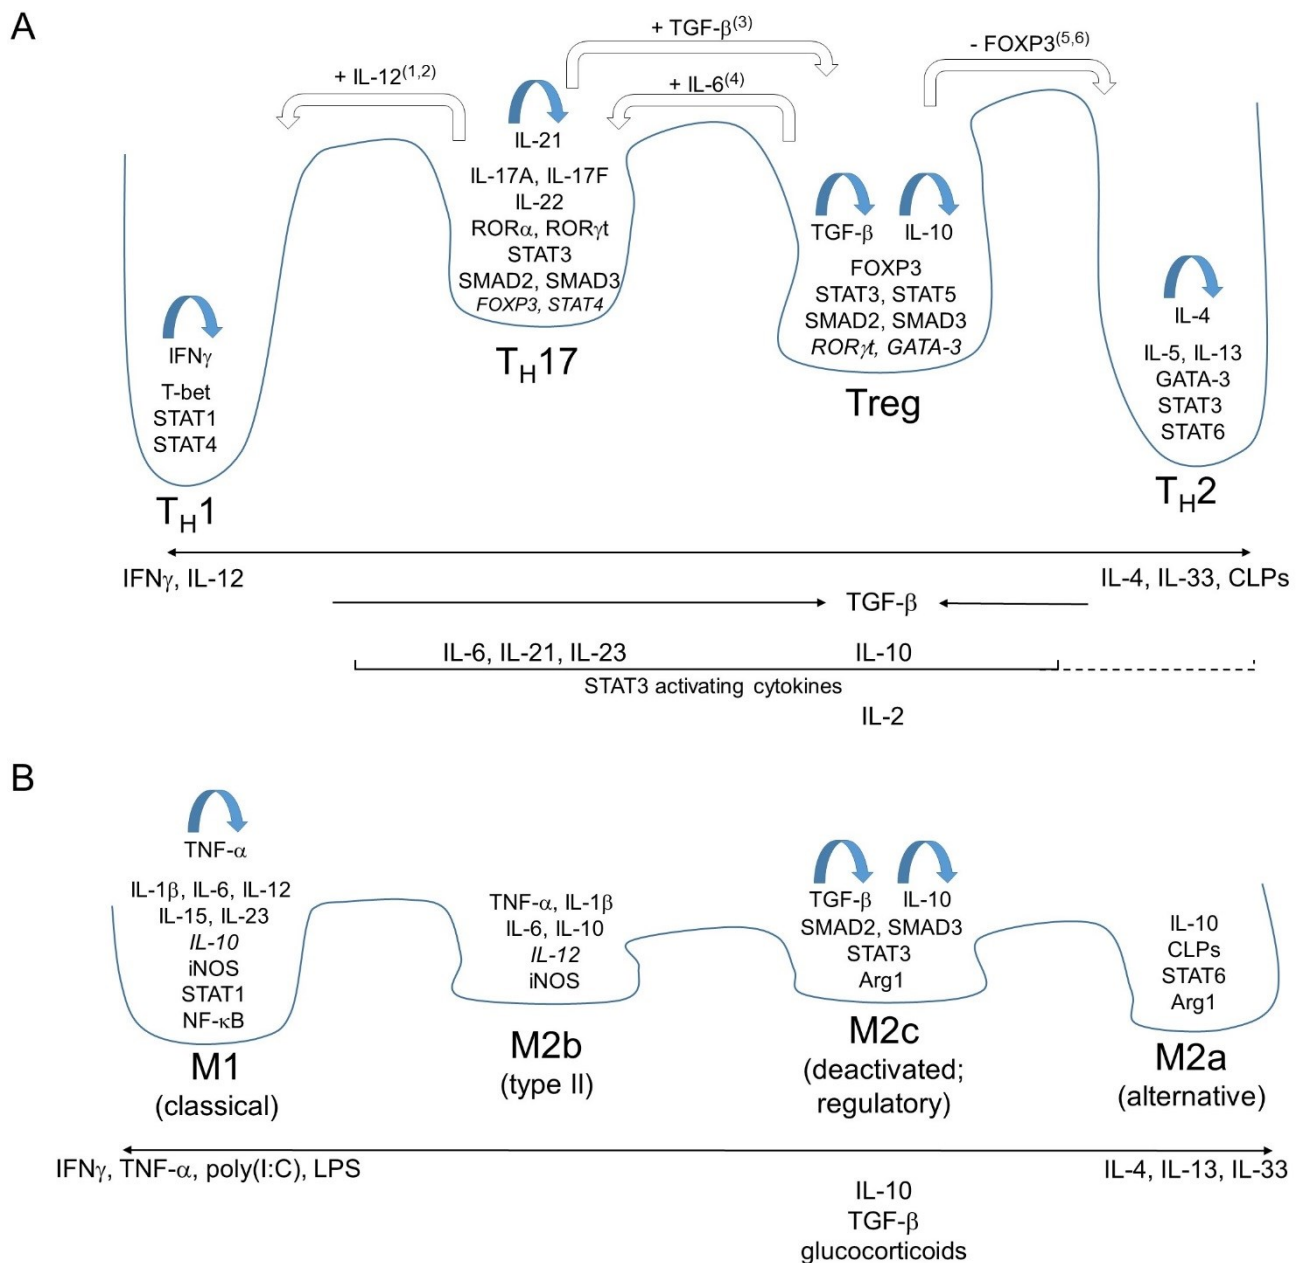 A
+ IL-12(1,2)
+ TGF-β(3)
+ IL-6(4)
- FOXP3(5,6)
IFNγ
T-bet
STAT1
STAT4
TH1
IL-21
IL-17A, IL-17F
IL-22
RORα, RORγt
STAT3
SMAD2, SMAD3
FOXP3, STAT4
TH17
TGF-β IL-10
FOXP3
STAT3, STAT5
SMAD2, SMAD3
RORγt, GATA-3
Treg
IL-4
IL-5, IL-13
GATA-3
STAT3
STAT6
TH2
IFNγ, IL-12
IL-4, IL-33, CLPs
TGF-β
IL-6, IL-21, IL-23
IL-10
STAT3 activating cytokines
IL-2
B
TNF-α
IL-1β, IL-6, IL-12
IL-15, IL-23
IL-10
iNOS
STAT1
NF-κB
M1
(classical)
TNF-α, IL-1β
IL-6, IL-10
IL-12
iNOS
M2b
(type II)
TGF-β IL-10
SMAD2, SMAD3
STAT3
Arg1
M2c
(deactivated;
regulatory)
IL-10
CLPs
STAT6
Arg1
M2a
(alternative)
IFNγ, TNF-α, poly(I:C), LPS
IL-4, IL-13, IL-33
IL-10
TGF-β
glucocorticoids